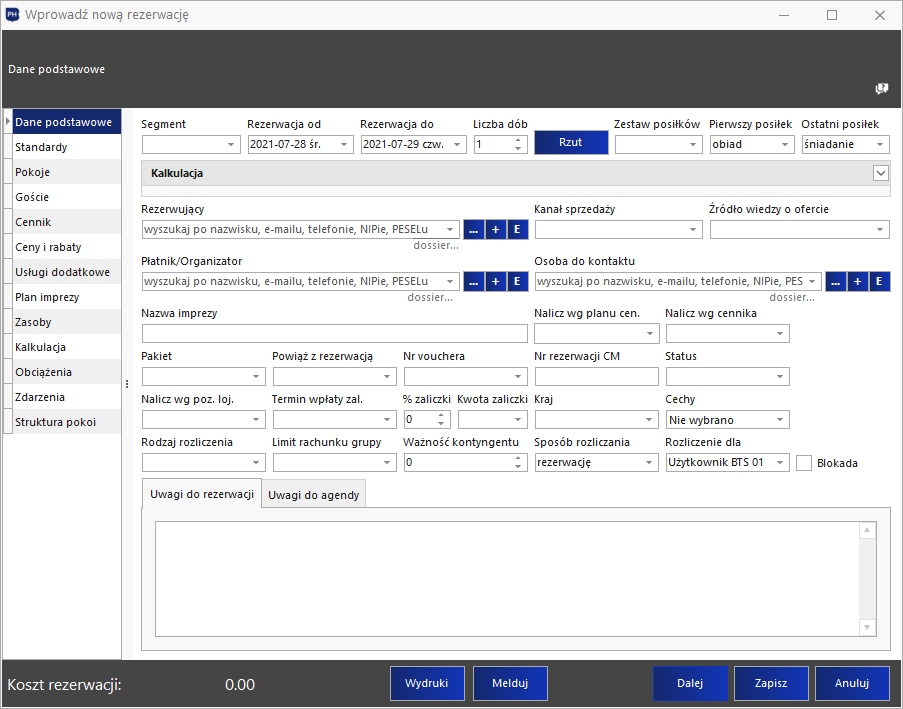 PH
Wprowadź nową rezerwację
Dane podstawowe
Dane podstawowe
Standardy
Pokoje
Goście
Cennik
Ceny i rabaty
Usługi dodatkowe
Plan imprezy
Zasoby
Kalkulacja
Obciążenia
Zdarzenia
Struktura pokoi
Segment Rezerwacja od Rezerwacja do Liczba dób Zestaw posiłków Pierwszy posiłek Ostatni posiłek
2021-07-28 śr. 2021-07-29 czw. 1 Rzut obiad śniadanie
Kalkulacja
Rezerwujący Kanał sprzedaży Źródło wiedzy o ofercie
wyszukaj po nazwisku, e-mailu, telefonie, NIPie, PESELu ... + E
dossier...
Płatnik/Organizator Osoba do kontaktu
wyszukaj po nazwisku, e-mailu, telefonie, NIPie, PESELu ... + E wyszukaj po nazwisku, e-mailu, telefonie, NIPie, PES ... + E
dossier... dossier...
Nazwa imprezy Nalicz wg planu cen. Nalicz wg cennika
Pakiet Powiąż z rezerwacją Nr vouchera Nr rezerwacji CM Status
Nalicz wg poz. loj. Termin wpłaty zal. % zaliczki Kwota zaliczki Kraj Cechy
0 Nie wybrano
Rodzaj rozliczenia Limit rachunku grupy Ważność kontyngentu Sposób rozliczania Rozliczenie dla
0 rezerwację Użytkownik BTS 01 Blokada
Uwagi do rezerwacji Uwagi do agendy
Koszt rezerwacji: 0.00 Wydruki Melduj Dalej Zapisz Anuluj